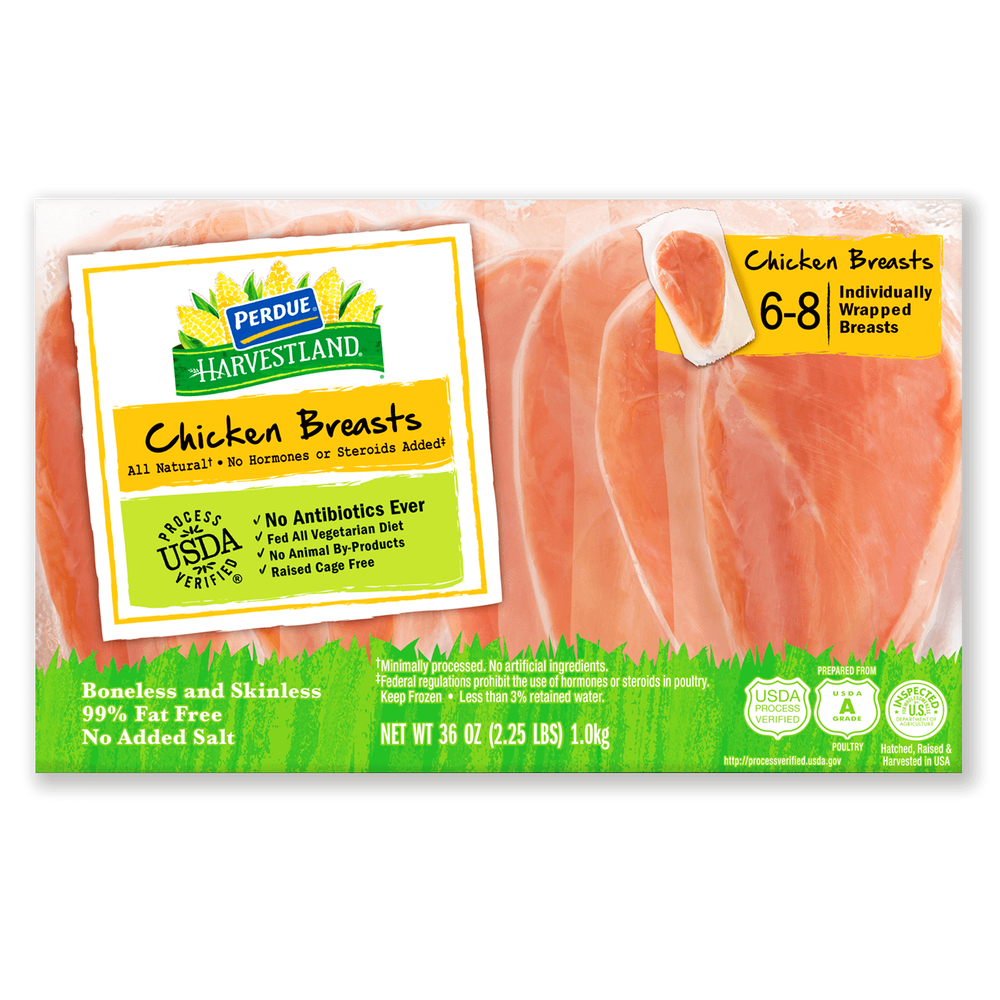 PERDUE®
HARVESTLAND®
Chicken Breasts
All Natural† • No Hormones or Steroids Added‡
PROCESS
USDA
VERIFIED®
✓ No Antibiotics Ever
✓ Fed All Vegetarian Diet
✓ No Animal By-Products
✓ Raised Cage Free
Chicken Breasts
6-8
Individually
Wrapped
Breasts
Boneless and Skinless
99% Fat Free
No Added Salt
†Minimally processed. No artificial ingredients.
‡Federal regulations prohibit the use of hormones or steroids in poultry.
Keep Frozen • Less than 3% retained water.
NET WT 36 OZ (2.25 LBS) 1.0kg
USDA
PROCESS
VERIFIED
PREPARED FROM
USDA
A
GRADE
POULTRY
INSPECTED
U.S.
DEPARTMENT OF
AGRICULTURE
Hatched, Raised &
Harvested in USA
http://processverified.usda.gov